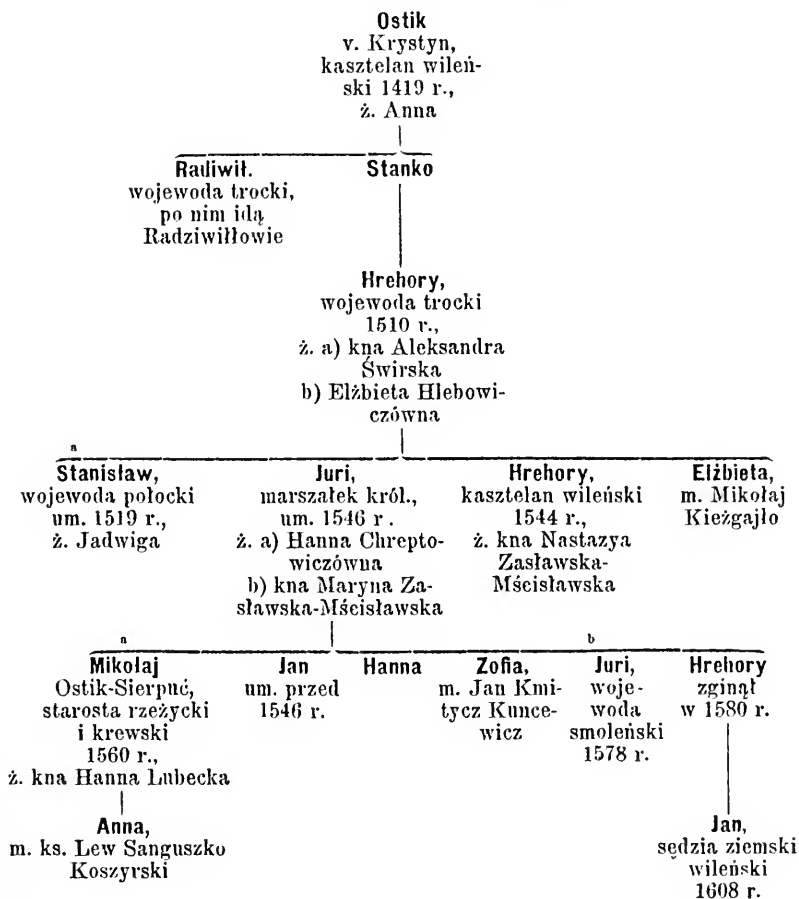 Ostik
v. Krystyn,
kasztelan wileń-
ski 1419 r.,
ż. Anna
Radiwił.
wojewoda trocki,
po nim idą
Radziwiłłowie
Stanko
Hrehory,
wojewoda trocki
1510 r.,
ż. a) kna Aleksandra
Świrska
b) Elżbieta Hlebowi-
czówna
a
Stanisław,
wojewoda połocki
um. 1519 r.,
ż. Jadwiga
Juri,
marszałek król.,
um. 1546 r.
ż. a) Hanna Chrepto-
wiczówna
b) kna Maryna Za-
sławska-Mścisławska
Hrehory,
kasztelan wileński
1544 r.,
ż. kna Nastazya
Zasławska-
Mścisławska
Elżbieta,
m. Mikołaj
Kieżgajło
a
Mikołaj
Ostik-Sierpuć,
starosta rzeżycki
i krewski
1560 r.,
ż. kna Hanna Lubecka
Jan
um. przed
1546 r.
Hanna
Zofia,
m. Jan Kmi-
tycz Kunce-
wicz
b
Juri,
woje-
woda
smoleński
1578 r.
Hrehory
zginął
w 1580 r.
Anna,
m. ks. Lew Sanguszko
Koszyrski
Jan,
sędzia ziemski
wileński
1608 r.